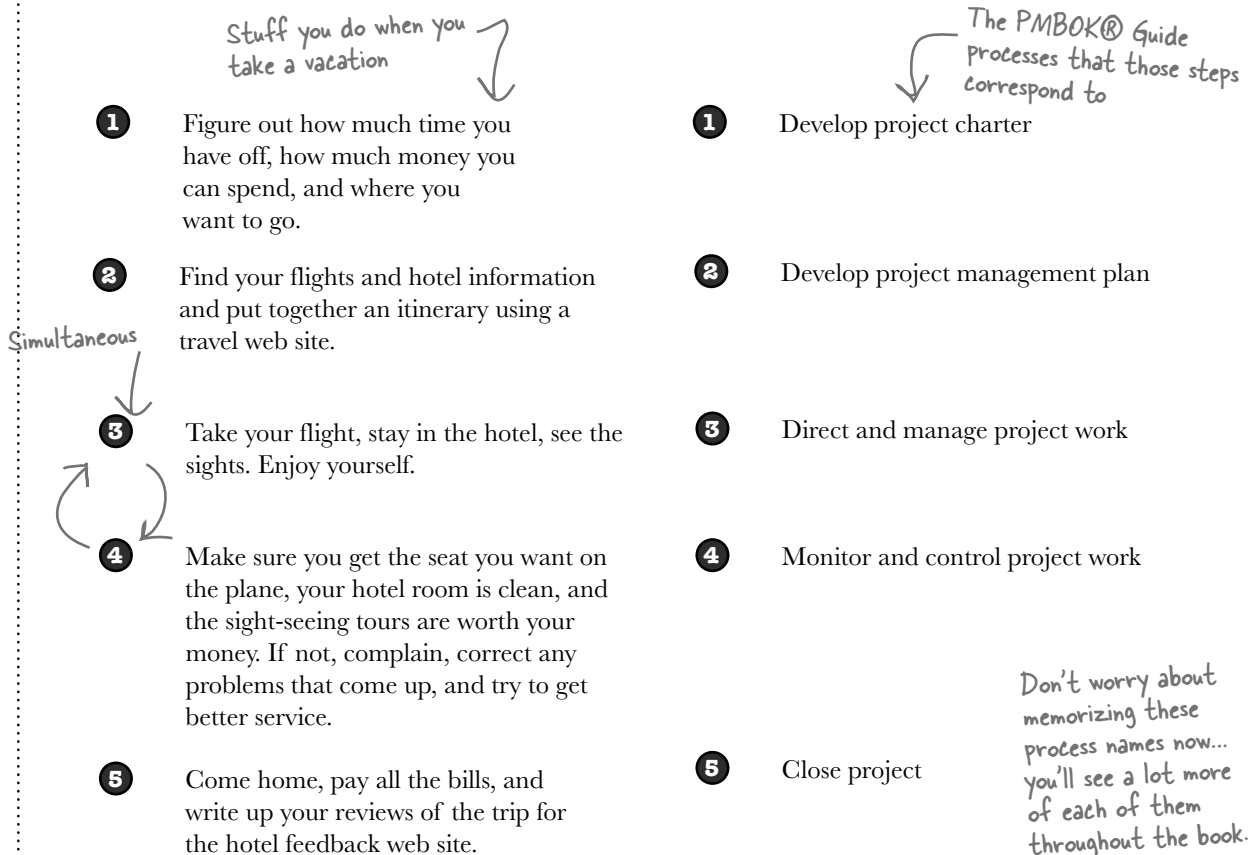 Stuff you do when you
take a vacation
The PMBOK® Guide
processes that those steps
correspond to
1 Figure out how much time you
have off, how much money you
can spend, and where you
want to go.
1 Develop project charter
2 Find your flights and hotel information
and put together an itinerary using a
travel web site.
2 Develop project management plan
Simultaneous
3 Take your flight, stay in the hotel, see the
sights. Enjoy yourself.
3 Direct and manage project work
4 Make sure you get the seat you want on
the plane, your hotel room is clean, and
the sight-seeing tours are worth your
money. If not, complain, correct any
problems that come up, and try to get
better service.
4 Monitor and control project work
5 Come home, pay all the bills, and
write up your reviews of the trip for
the hotel feedback web site.
5 Close project
Don't worry about
memorizing these
process names now...
you'll see a lot more
of each of them
throughout the book.